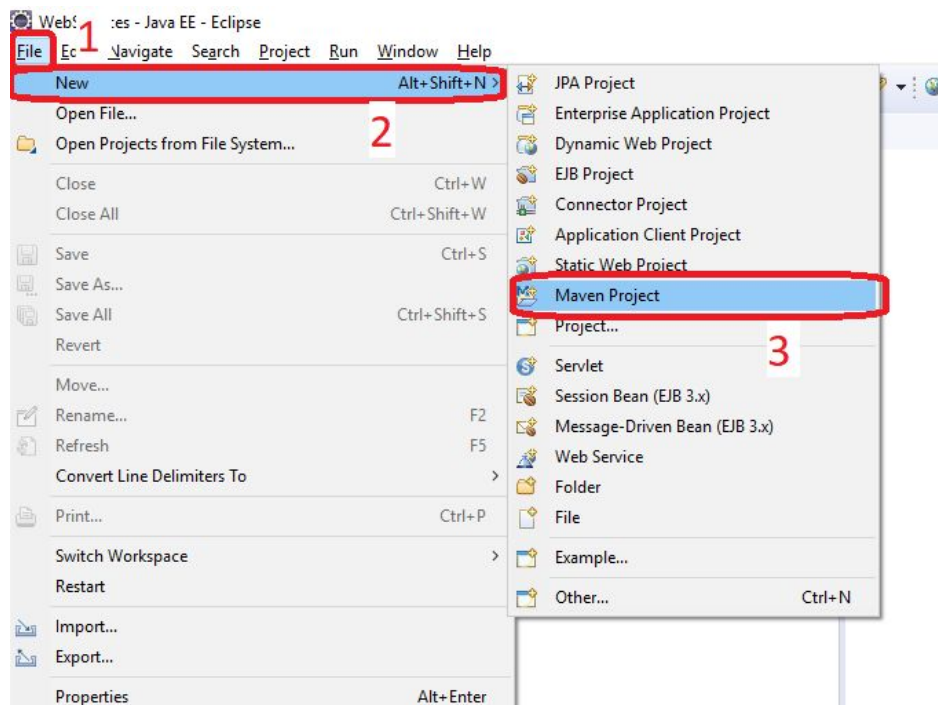 WebS es - Java EE - Eclipse
1
File Navigate Search Project Run Window Help
New Alt+Shift+N >
2
Open File...
Open Projects from File System...
Close Ctrl+W
Close All Ctrl+Shift+W
Save Ctrl+S
Save As...
Save All Ctrl+Shift+S
Revert
Move...
Rename... F2
Refresh F5
Convert Line Delimiters To >
Print... Ctrl+P
Switch Workspace >
Restart
Import...
Export...
Properties Alt+Enter
JPA Project
Enterprise Application Project
Dynamic Web Project
EJB Project
Connector Project
Application Client Project
Static Web Project
Maven Project
3
Project...
Servlet
Session Bean (EJB 3.x)
Message-Driven Bean (EJB 3.x)
Web Service
Folder
File
Example...
Other... Ctrl+N